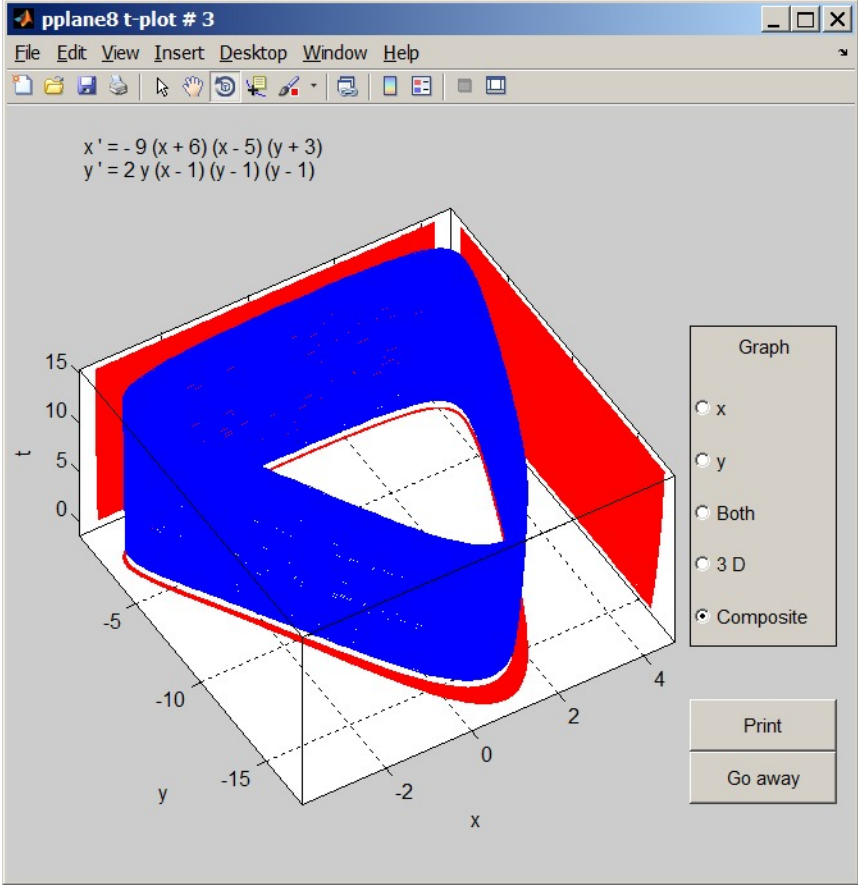 pplane8 t-plot # 3
File Edit View Insert Desktop Window Help
x ' = - 9 (x + 6) (x - 5) (y + 3)
y ' = 2 y (x - 1) (y - 1) (y - 1)
Graph
x
y
Both
3 D
Composite
Print
Go away
15
10
5
0
t
-5
-10
-15
y
-2
0
2
4
x